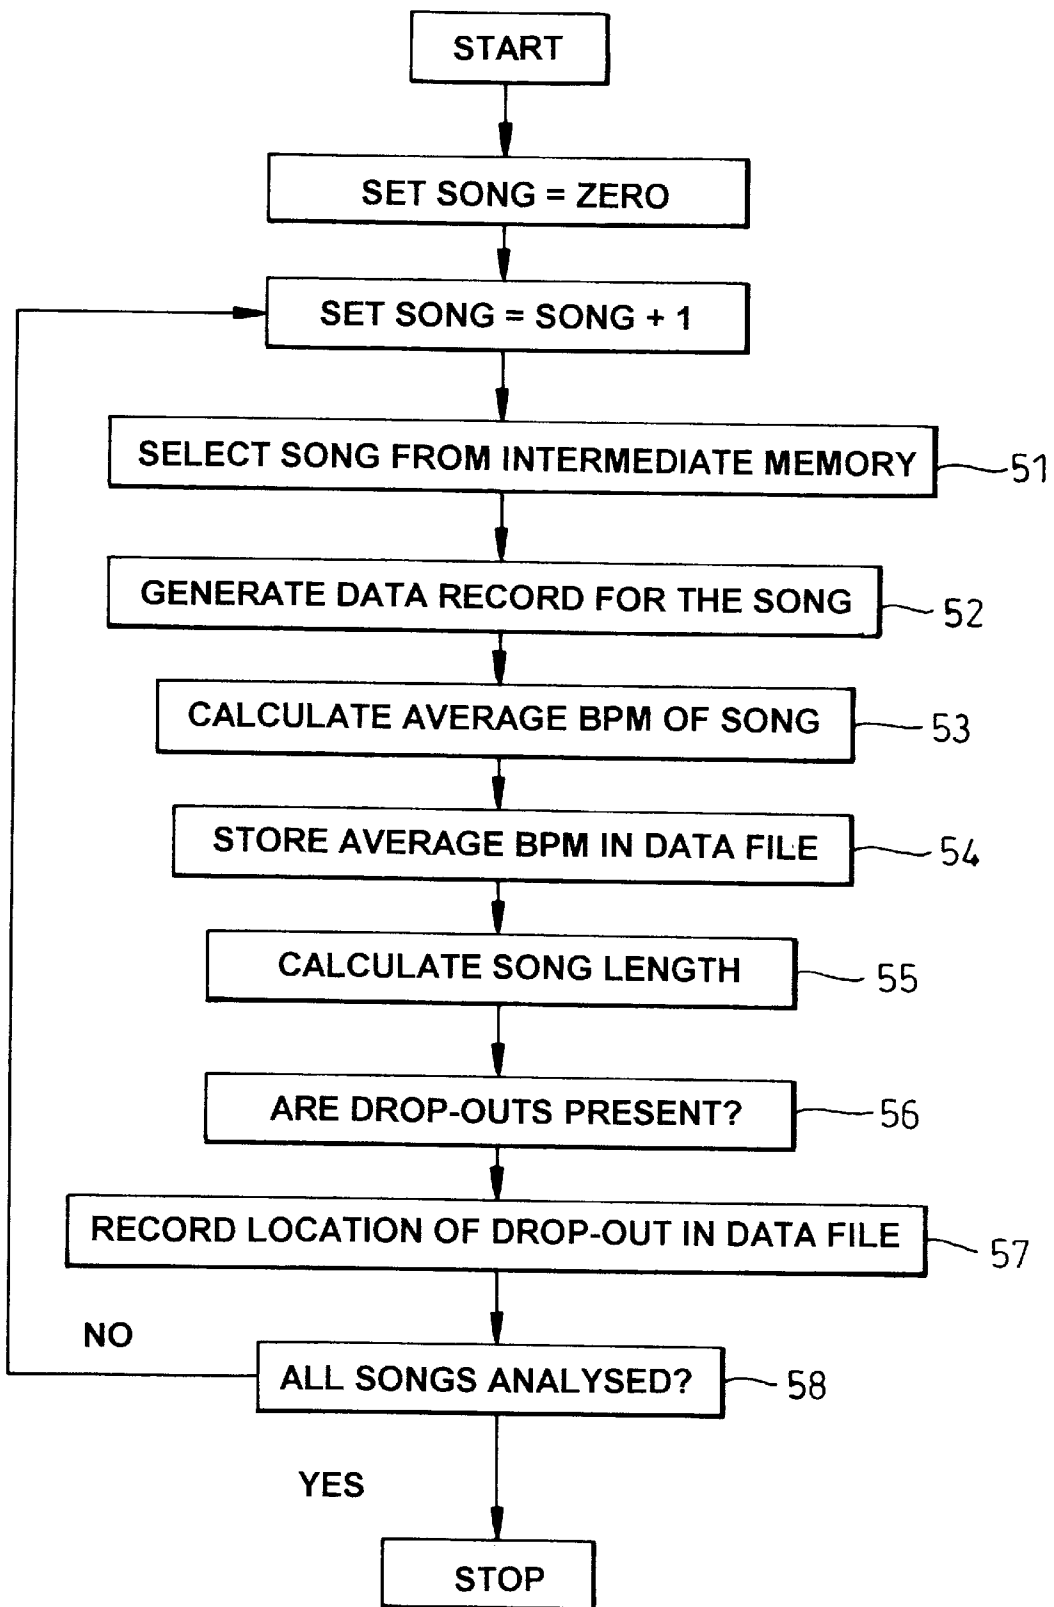 START
SET SONG = ZERO
SET SONG = SONG + 1
SELECT SONG FROM INTERMEDIATE MEMORY 51
GENERATE DATA RECORD FOR THE SONG 52
CALCULATE AVERAGE BPM OF SONG 53
STORE AVERAGE BPM IN DATA FILE 54
CALCULATE SONG LENGTH 55
ARE DROP-OUTS PRESENT? 56
RECORD LOCATION OF DROP-OUT IN DATA FILE 57
NO
ALL SONGS ANALYSED? 58
YES
STOP